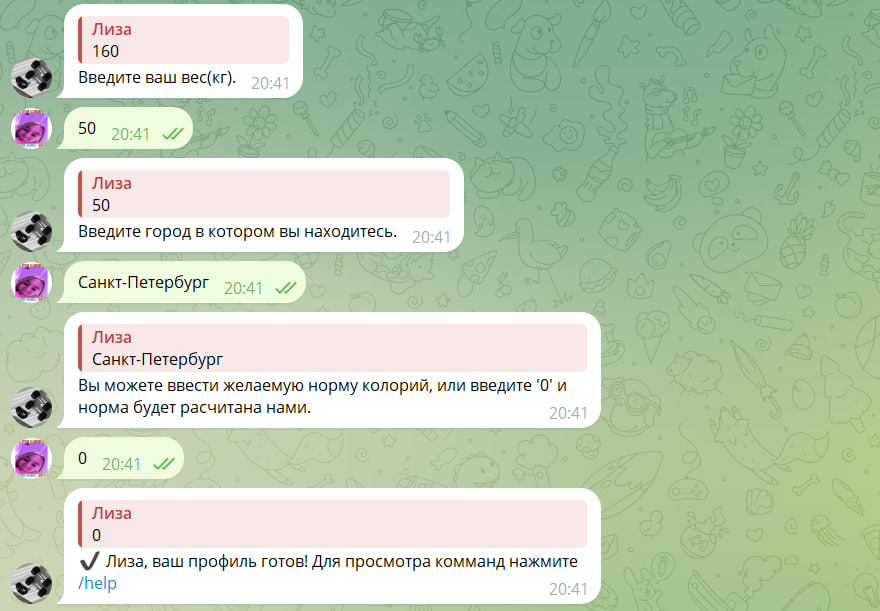 Лиза
160
Введите ваш вес(кг). 20:41
50 20:41
Лиза
50
Введите город в котором вы находитесь. 20:41
Санкт-Петербург 20:41
Лиза
Санкт-Петербург
Вы можете ввести желаемую норму колорий, или введите '0' и
норма будет расчитана нами. 20:41
0 20:41
Лиза
0
✔ Лиза, ваш профиль готов! Для просмотра комманд нажмите
/help 20:41